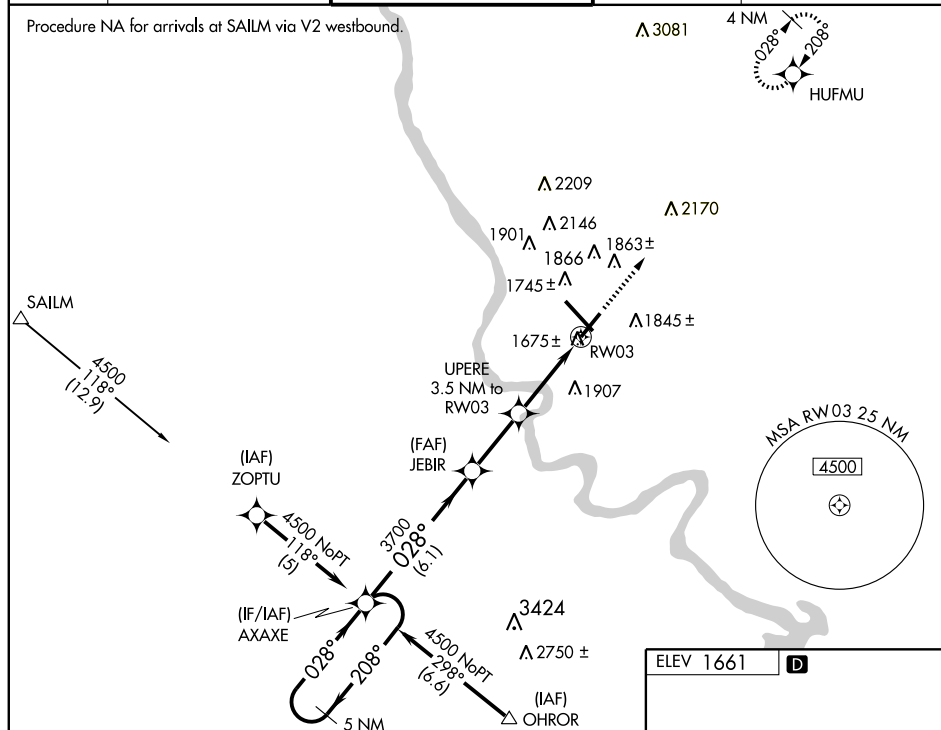 Procedure NA for arrivals at SAILM via V2 westbound.
4 NM
028°
208°
HUFMU
3081
2209
2170
2146
1901
1863 ±
1866
1745 ±
1845 ±
1675 ±
RW03
1907
SAILM
4500
118°
(12.9)
UPERE
3.5 NM to
RW03
(FAF)
JEBIR
MSA RW03 25 NM
4500
(IAF)
ZOPTU
4500 NoPT
118°
(5)
3700
028°
(6.1)
(IF/IAF)
AXAXE
3424
2750 ±
028°
208°
5 NM
4500 NoPT
298°
(6.6)
(IAF)
OHROR
ELEV 1661 D